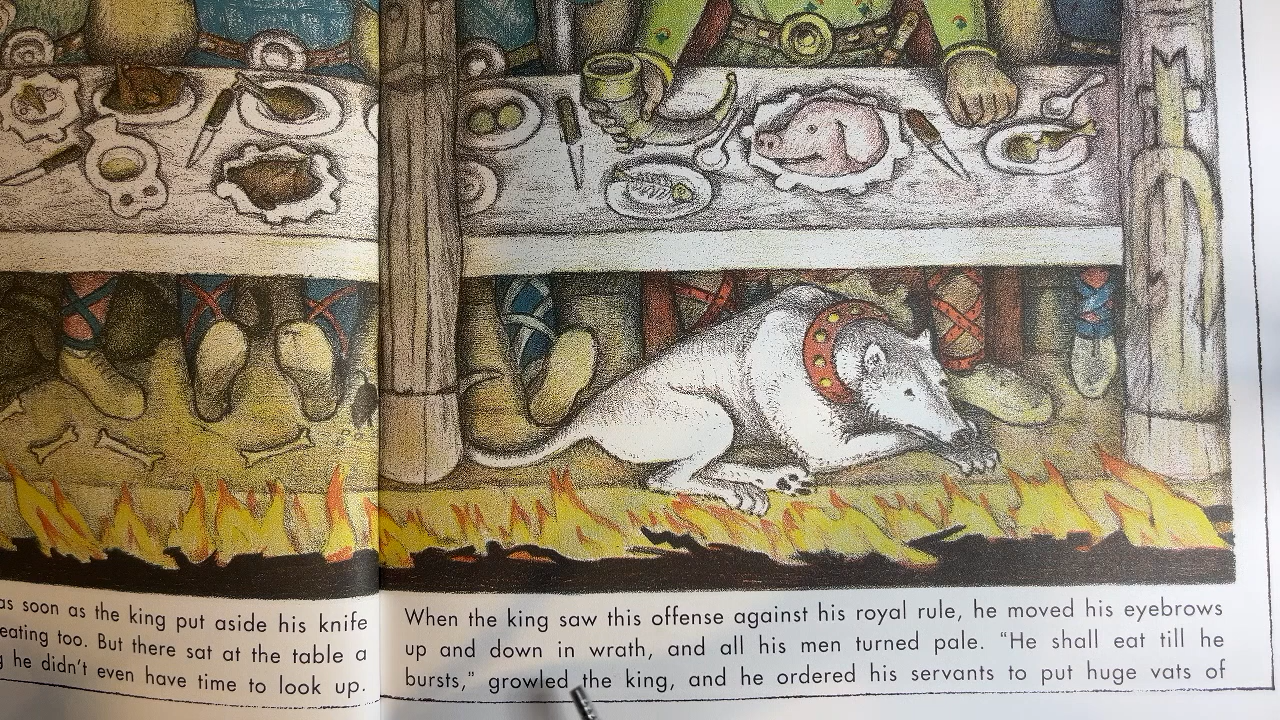 as soon as the king put aside his knife
eating too. But there sat at the table a
he didn't even have time to look up.
When the king saw this offense against his royal rule, he moved his eyebrows
up and down in wrath, and all his men turned pale. "He shall eat till he
bursts," growled the king, and he ordered his servants to put huge vats of